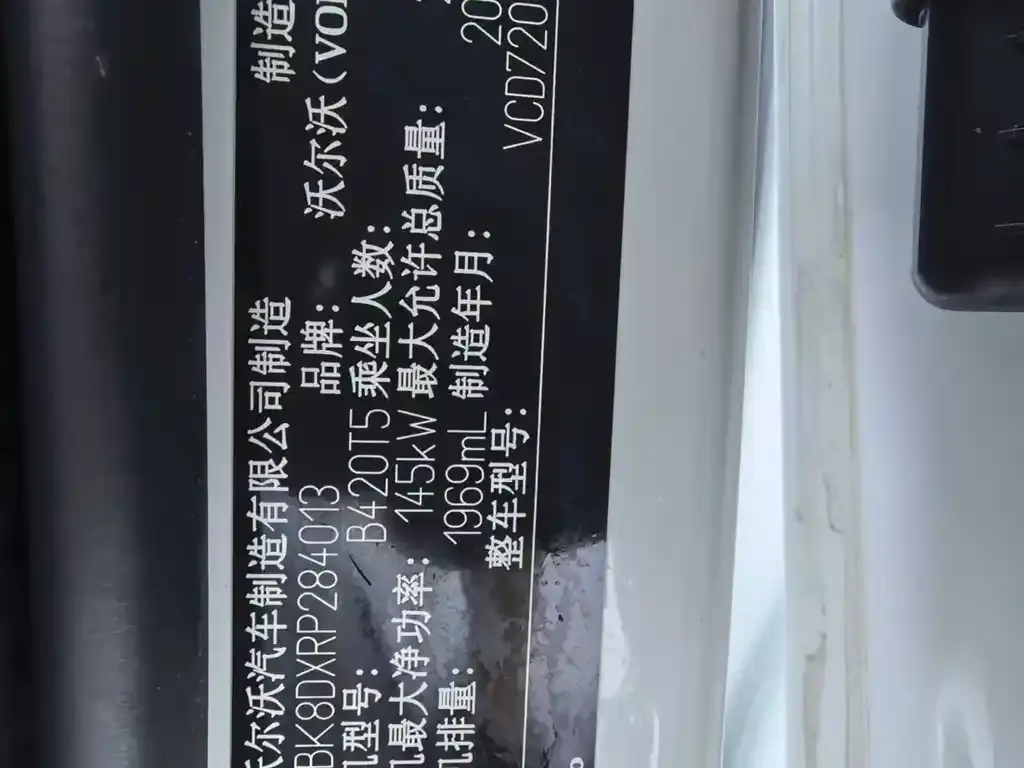 沃尔沃汽车制造有限公司制造 制造
BK8DXRP284013 品牌: 沃尔沃 (VOL
机型号: B420T5 乘坐人数:
机最大净功率: 145kW 最大允许总质量:
机排量: 1969mL 制造年月: 20
整车型号: VCD720